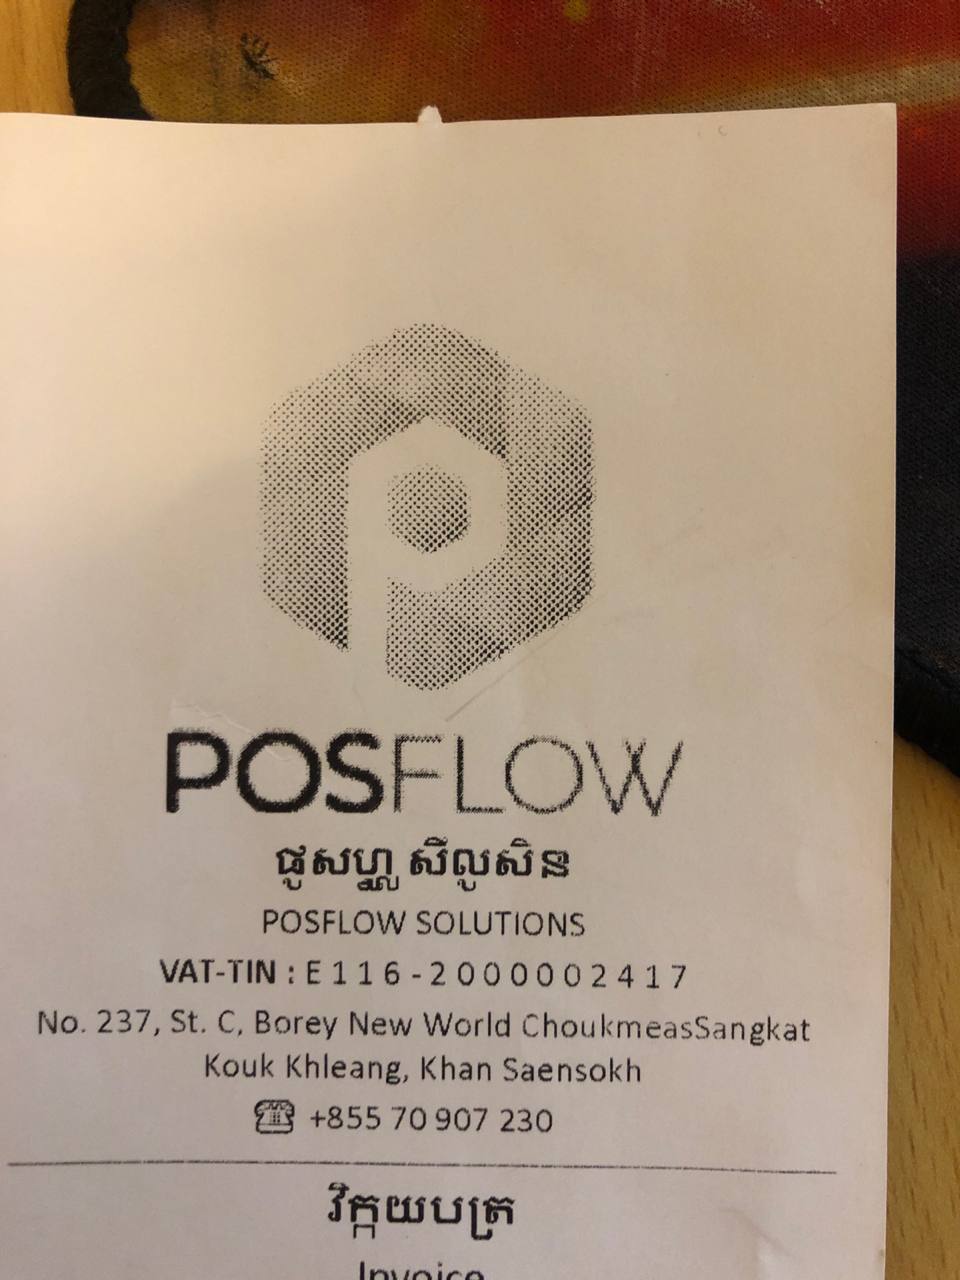 POSFLOW
ផូសហ្វូ សូលូសិន
POSFLOW SOLUTIONS
VAT-TIN : E116-2000002417
No. 237, St. C, Borey New World ChoukmeasSangkat
Kouk Khleang, Khan Saensokh
+855 70 907 230
វិក្កយបត្រ
Invoice